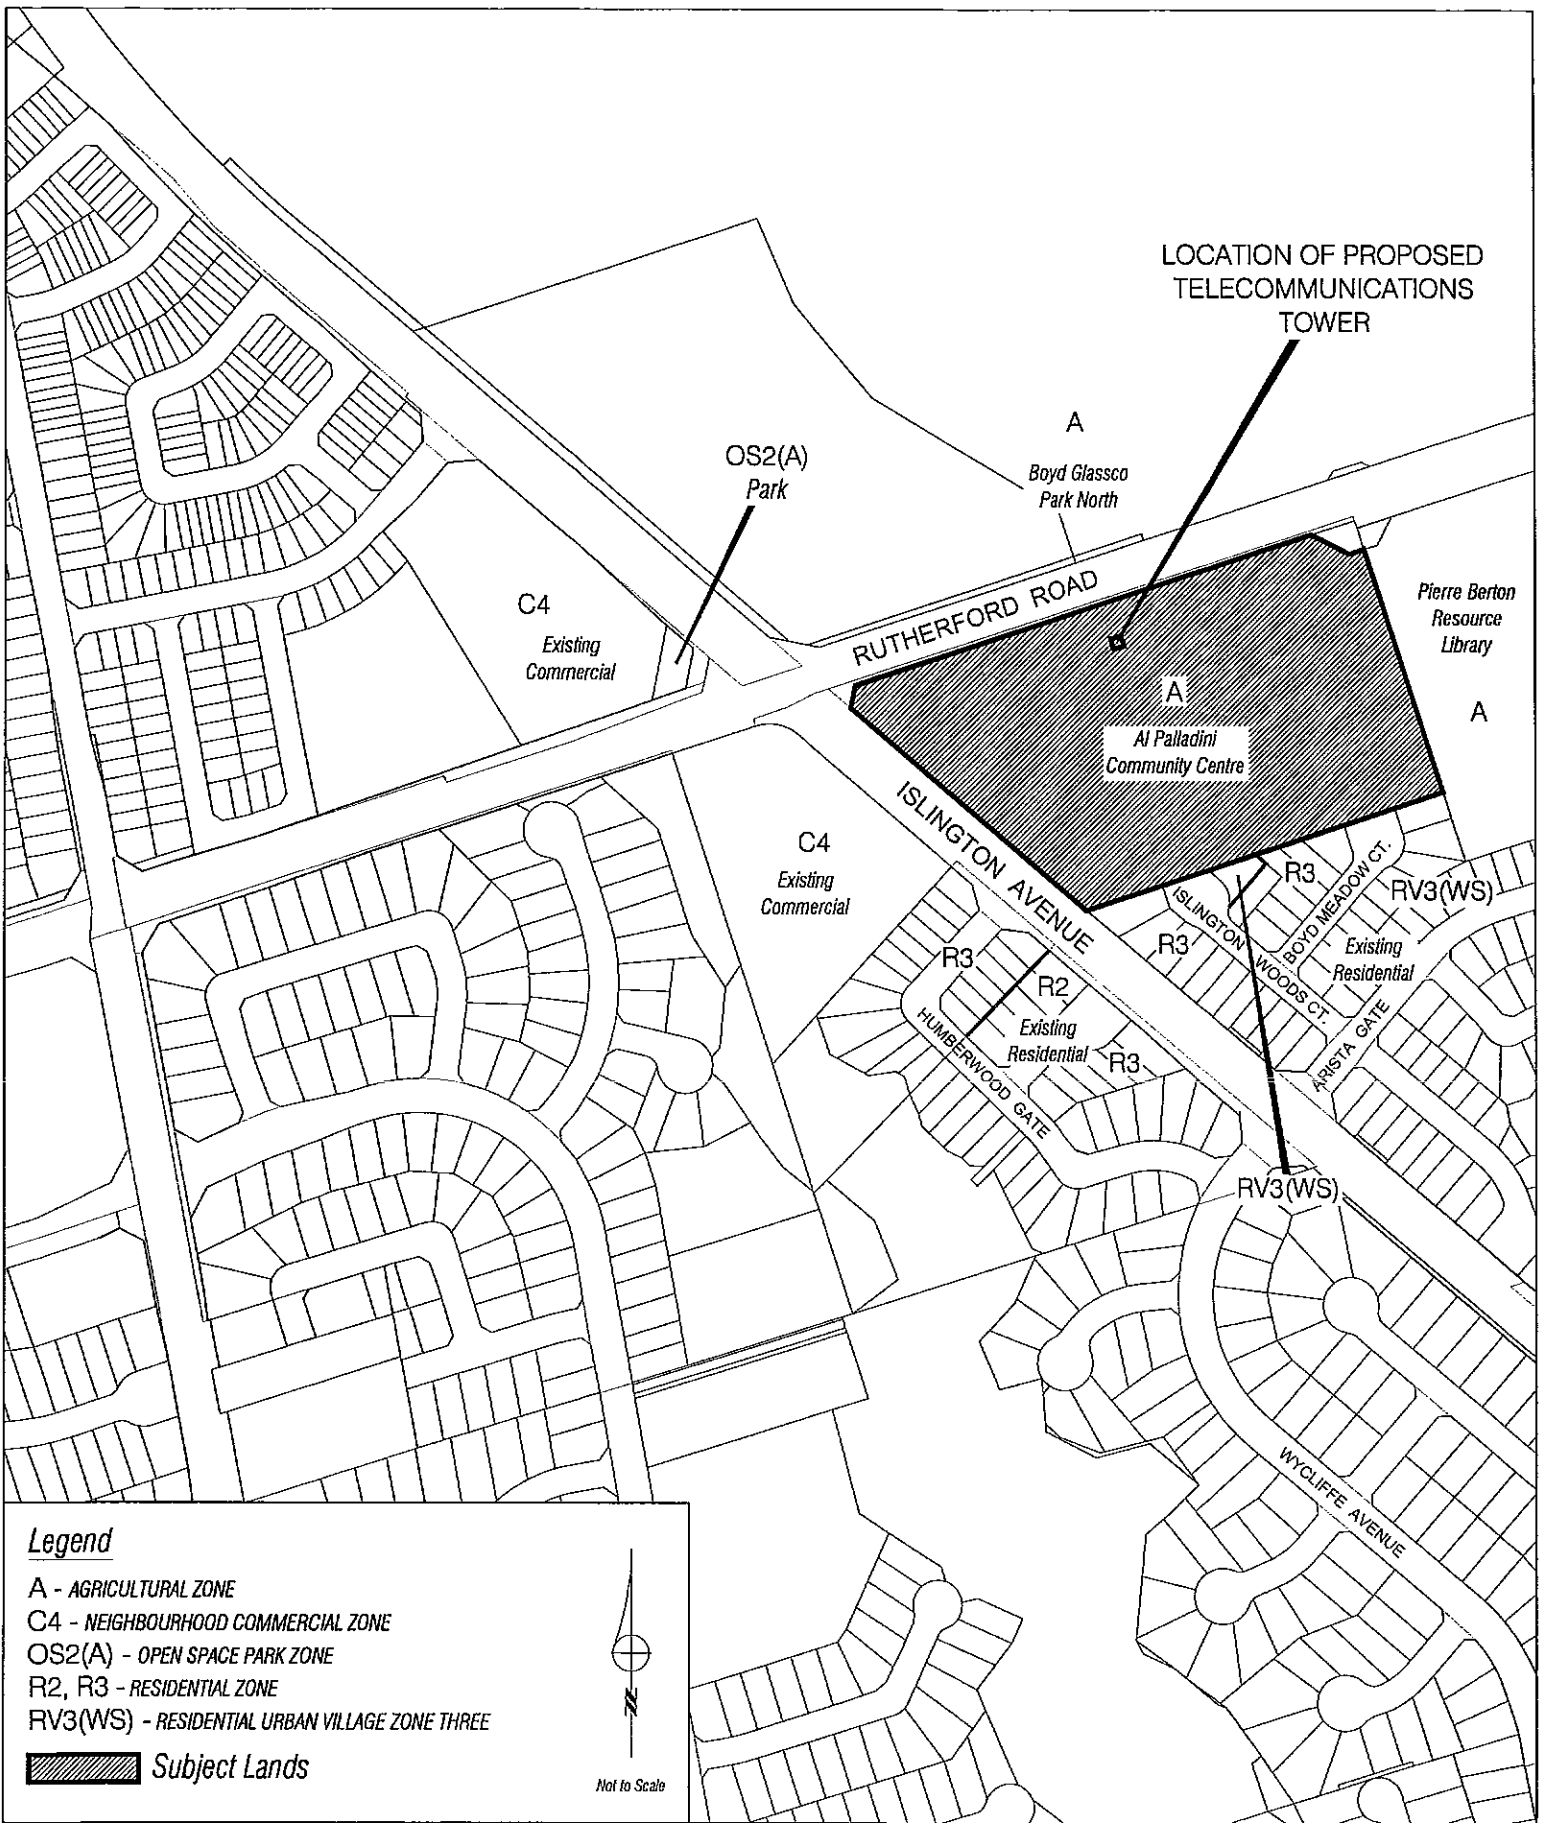 LOCATION OF PROPOSED
TELECOMMUNICATIONS
TOWER
A
Boyd Glassco
Park North
OS2(A)
Park
C4
Existing
Commercial
RUTHERFORD ROAD
Pierre Berton
Resource
Library
A
A
Al Palladini
Community Centre
ISLINGTON AVENUE
C4
Existing
Commercial
R3
BOYD MEADOW CT.
RV3(WS)
ISLINGTON WOODS CT.
R3
Existing
Residential
ARISTA GATE
R3
R2
Existing
Residential
R3
HUMBERWOOD GATE
RV3(WS)
WYCLIFFE AVENUE
Legend
A - AGRICULTURAL ZONE
C4 - NEIGHBOURHOOD COMMERCIAL ZONE
OS2(A) - OPEN SPACE PARK ZONE
R2, R3 - RESIDENTIAL ZONE
RV3(WS) - RESIDENTIAL URBAN VILLAGE ZONE THREE
Subject Lands
N
Not to Scale